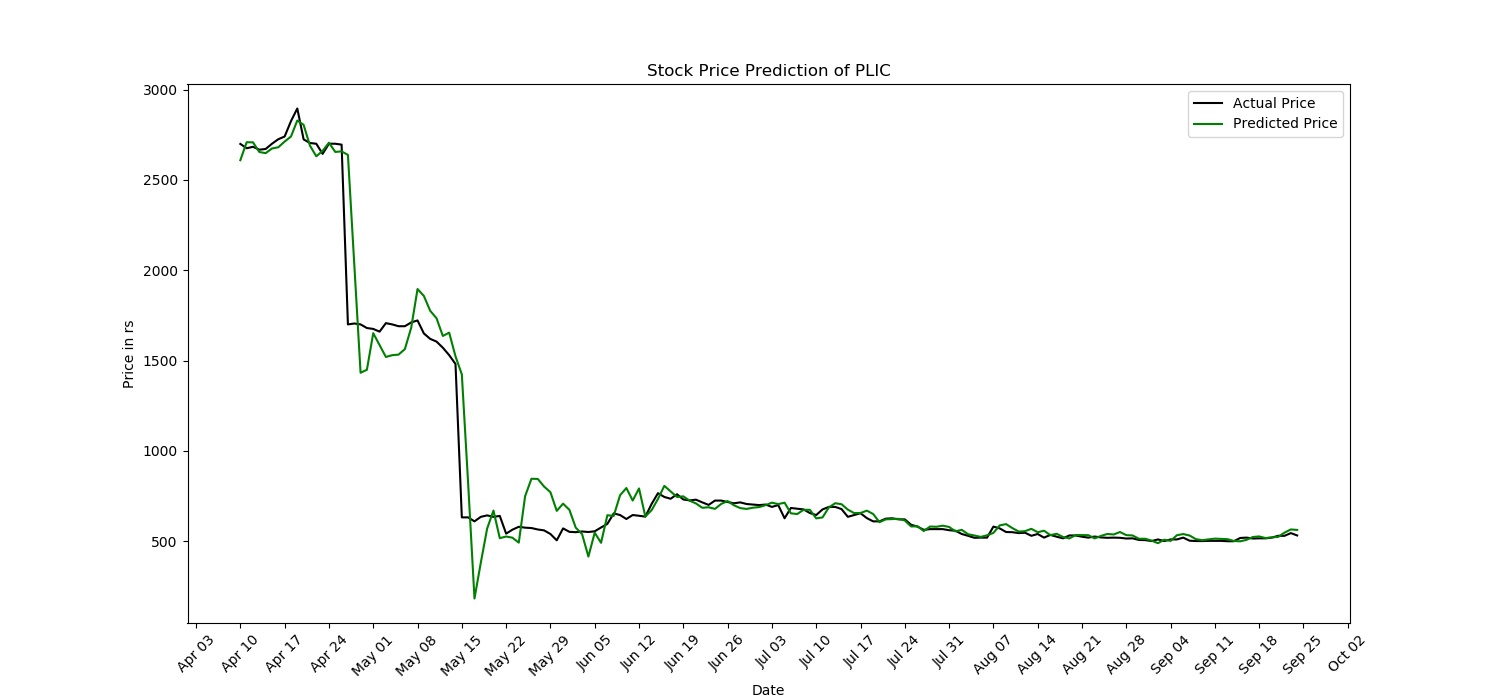 Stock Price Prediction of PLIC
Actual Price
Predicted Price
Price in rs
3000
2500
2000
1500
1000
500
Apr 03
Apr 10
Apr 17
Apr 24
May 01
May 08
May 15
May 22
May 29
Jun 05
Jun 12
Jun 19
Jun 26
Jul 03
Jul 10
Jul 17
Jul 24
Jul 31
Aug 07
Aug 14
Aug 21
Aug 28
Sep 04
Sep 11
Sep 18
Sep 25
Oct 02
Date